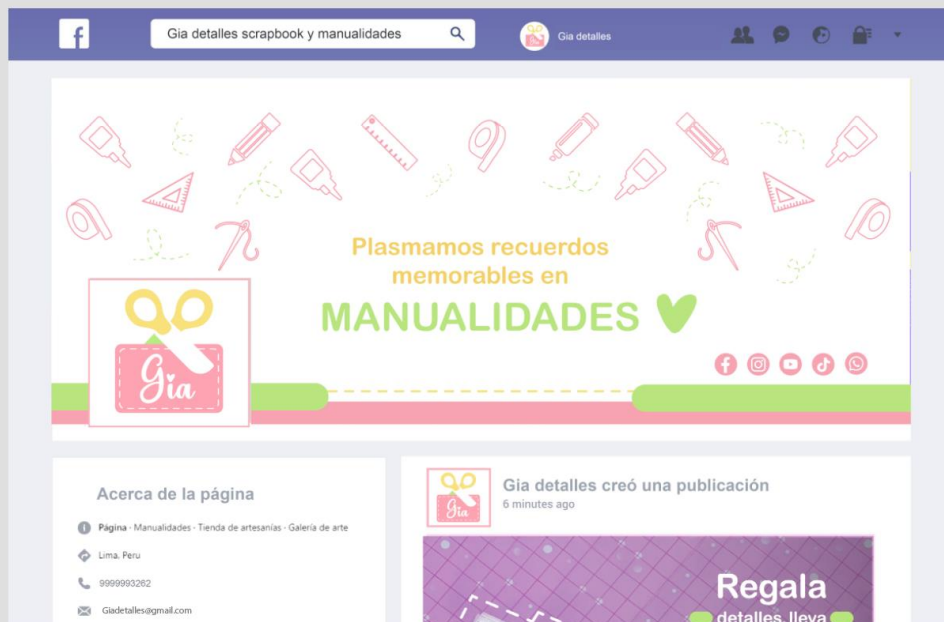 f
Gia detalles scrapbook y manualidades
Gia detalles
Plasmamos recuerdos
memorables en
MANUALIDADES
Gia
Acerca de la página
Página - Manualidades - Tienda de artesanías - Galería de arte
Lima, Peru
9999993262
Giadetalles@gmail.com
Gia
Gia detalles creó una publicación
6 minutes ago
Regala
detalles lleva